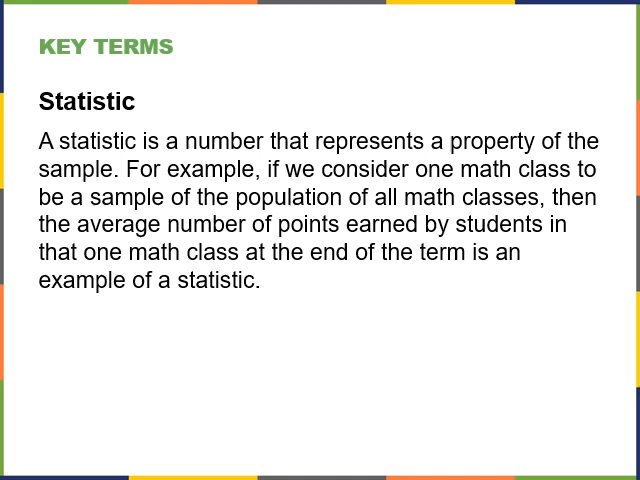 KEY TERMS
Statistic
A statistic is a number that represents a property of the
sample. For example, if we consider one math class to
be a sample of the population of all math classes, then
the average number of points earned by students in
that one math class at the end of the term is an
example of a statistic.